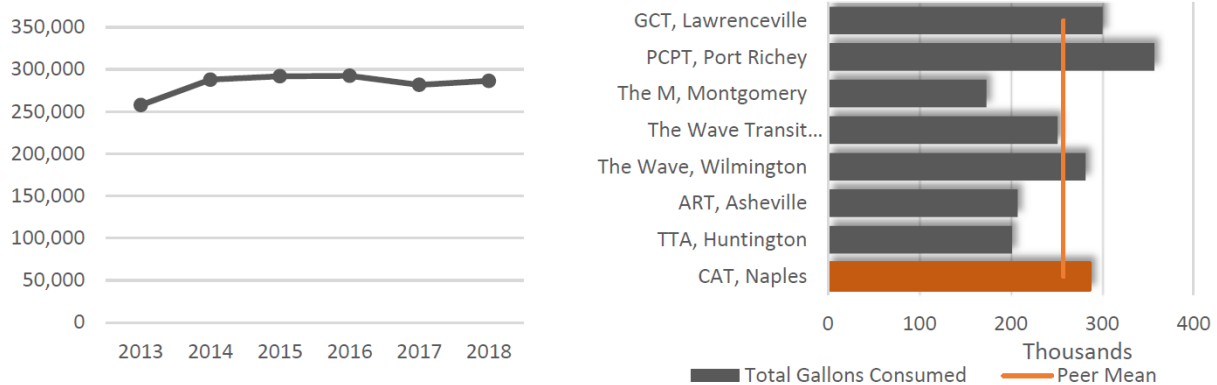 350,000
300,000
250,000
200,000
150,000
100,000
50,000
0
2013 2014 2015 2016 2017 2018
GCT, Lawrenceville
PCPT, Port Richey
The M, Montgomery
The Wave Transit...
The Wave, Wilmington
ART, Asheville
TTA, Huntington
CAT, Naples
0 100 200 300 400
Thousands
Total Gallons Consumed Peer Mean